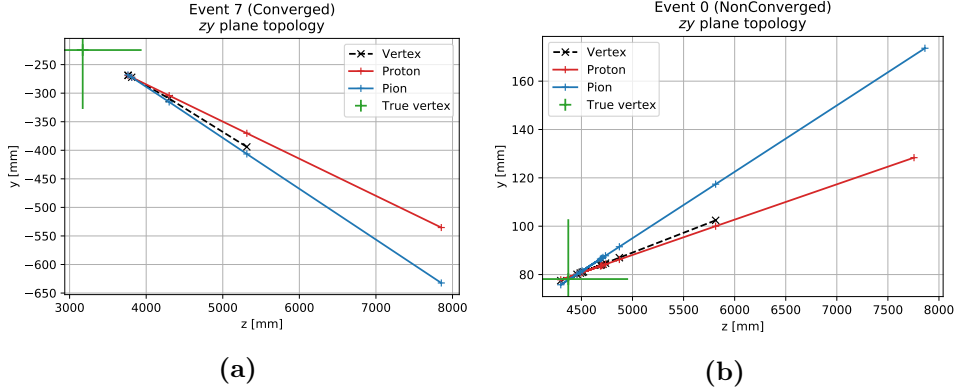 Event 7 (Converged)
zy plane topology
−250
−300
−350
−400
−450
−500
−550
−600
−650
y [mm]
3000 4000 5000 6000 7000 8000
z [mm]
Vertex
Proton
Pion
True vertex
(a)
Event 0 (NonConverged)
zy plane topology
160
140
120
100
80
y [mm]
4500 5000 5500 6000 6500 7000 7500 8000
z [mm]
Vertex
Proton
Pion
True vertex
(b)